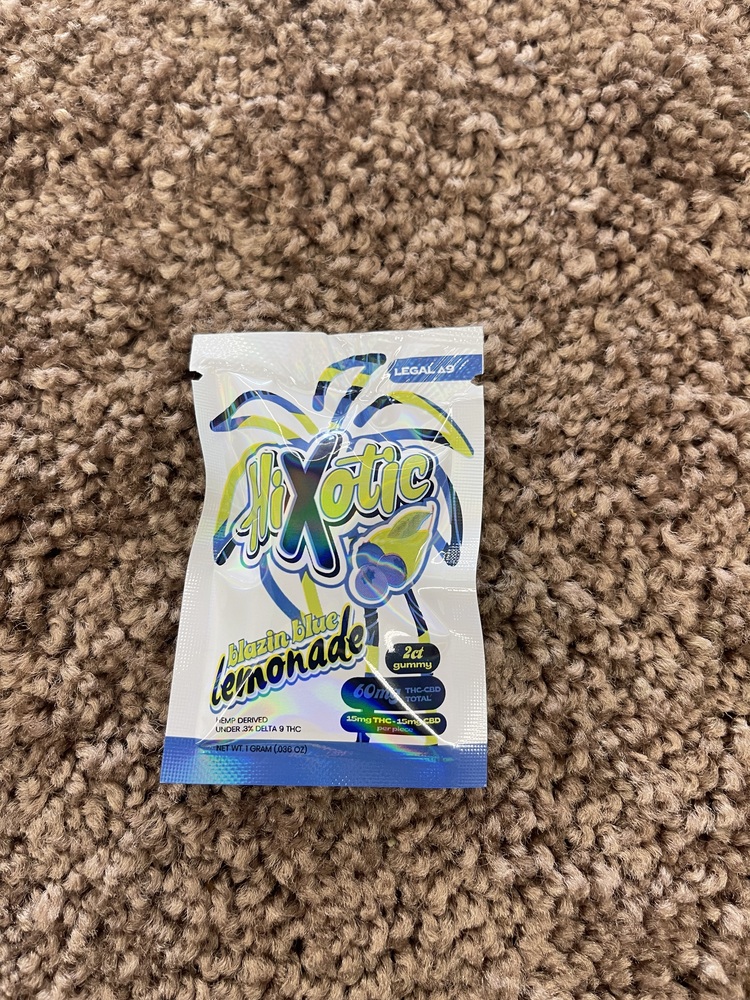 LEGAL Δ9
HiXotic
blazin blue
lemonade
2ct
gummy
60mg THC-CBD
TOTAL
15mg THC - 15mg CBD
per piece
HEMP DERIVED
UNDER .3% DELTA 9 THC
NET WT. 1 GRAM (.036 OZ)